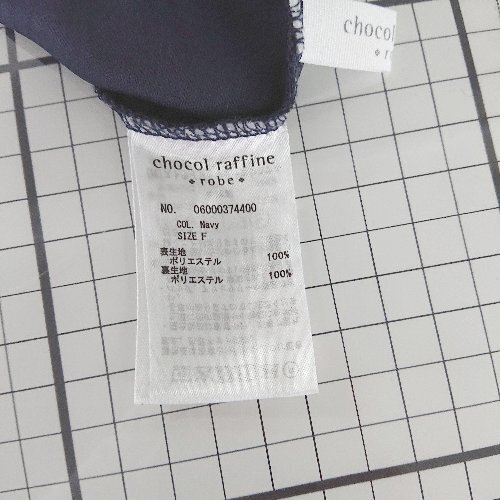 chocol
r
chocol raffine
robe
NO. 06000374400
COL. Navy
SIZE F
表生地
ポリエステル 100%
裏生地
ポリエステル 100%